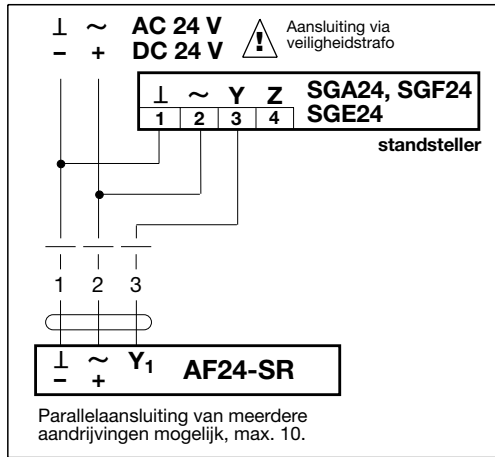 ⊥ ~ AC 24 V
− + DC 24 V
Aansluiting via
veiligheidstrafo
⊥ ~ Y Z
1 2 3 4
SGA24, SGF24
SGE24
standsteller
1 2 3
⊥ ~ Y₁
− +
AF24-SR
Parallelaansluiting van meerdere
aandrijvingen mogelijk, max. 10.